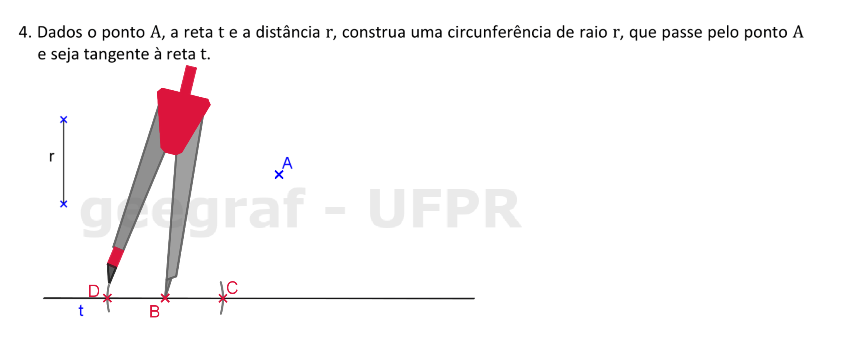 4. Dados o ponto A, a reta t e a distância r, construa uma circunferência de raio r, que passe pelo ponto A
e seja tangente à reta t.
r
A
geegraf - UFPR
D
C
t
B